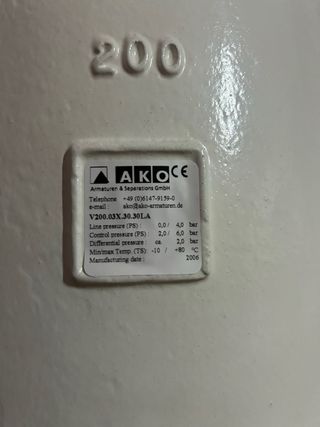 200
AKO CE
Armaturen & Separations GmbH
Telephone +49 (0)6147-9159-0
e-mail : ako@ako-armaturen.de
V200.03X.30.30LA
Line pressure (PS) : 0,0 / 4,0 bar
Control pressure (PS) : 2,0 / 6,0 bar
Differential pressure : ca. 2,0 bar
Min/max Temp. (TS): -10 / +80 °C
Manufacturing date : 2006